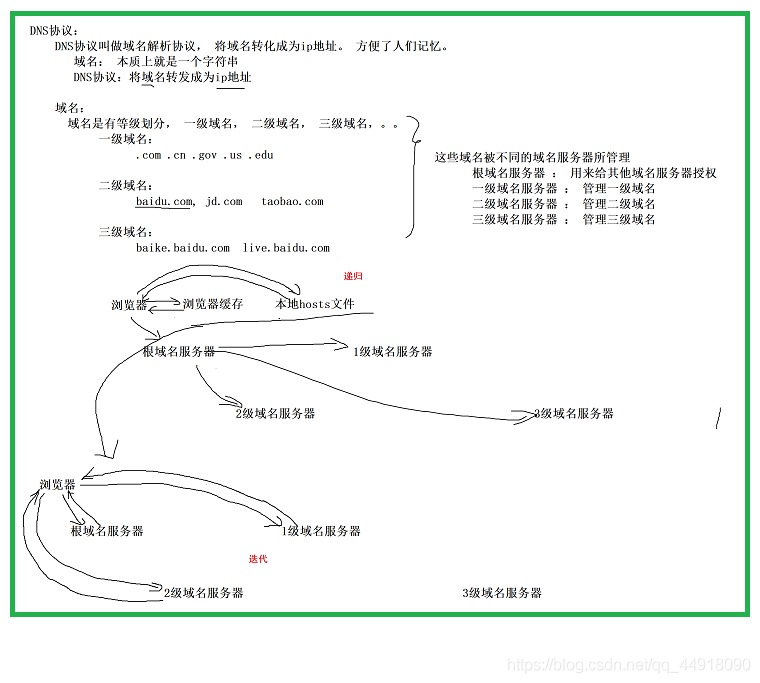 DNS协议：
DNS协议叫做域名解析协议， 将域名转化成为ip地址。 方便了人们记忆。
域名： 本质上就是一个字符串
DNS协议：将域名转发成为ip地址
域名：
域名是有等级划分， 一级域名， 二级域名， 三级域名，。。
一级域名：
.com .cn .gov .us .edu
二级域名：
baidu.com, jd.com taobao.com
三级域名：
baike.baidu.com live.baidu.com
这些域名被不同的域名服务器所管理
根域名服务器 ： 用来给其他域名服务器授权
一级域名服务器 ： 管理一级域名
二级域名服务器 ： 管理二级域名
三级域名服务器 ： 管理三级域名
递归
浏览器 浏览器缓存 本地hosts文件
根域名服务器 1级域名服务器
2级域名服务器 3级域名服务器
浏览器
根域名服务器 1级域名服务器
迭代
2级域名服务器 3级域名服务器
https://blog.csdn.net/qq_44918090